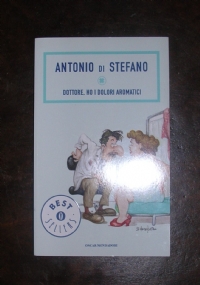 ANTONIO DI STEFANO
DOTTORE, HO I DOLORI AROMATICI
BEST
SELLERS